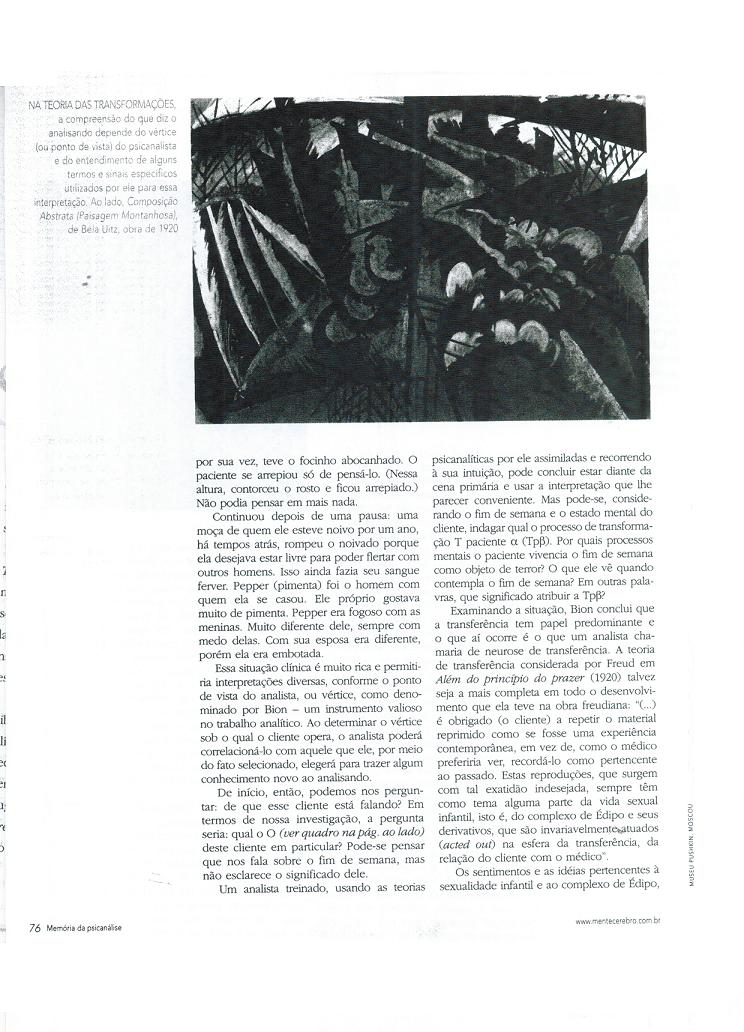 NA TEORIA DAS TRANSFORMAÇÕES,
a compreensão do que diz o
analisando depende do vértice
(ou ponto de vista) do psicanalista
e do entendimento de alguns
termos e sinais específicos
utilizados por ele para essa
interpretação. Ao lado, Composição
Abstrata (Paisagem Montanhosa),
de Béla Uitz, obra de 1920
por sua vez, teve o focinho abocanhado. O
paciente se arrepiou só de pensá-lo. (Nessa
altura, contorceu o rosto e ficou arrepiado.)
Não podia pensar em mais nada.
Continuou depois de uma pausa: uma
moça de quem ele esteve noivo por um ano,
há tempos atrás, rompeu o noivado porque
ela desejava estar livre para poder flertar com
outros homens. Isso ainda fazia seu sangue
ferver. Pepper (pimenta) foi o homem com
quem ela se casou. Ele próprio gostava
muito de pimenta. Pepper era fogoso com as
meninas. Muito diferente dele, sempre com
medo delas. Com sua esposa era diferente,
porém ela era embotada.
Essa situação clínica é muito rica e permiti-
ria interpretações diversas, conforme o ponto
de vista do analista, ou vértice, como deno-
minado por Bion – um instrumento valioso
no trabalho analítico. Ao determinar o vértice
sob o qual o cliente opera, o analista poderá
correlacioná-lo com aquele que ele, por meio
do fato selecionado, elegerá para trazer algum
conhecimento novo ao analisando.
De início, então, podemos nos pergun-
tar: de que esse cliente está falando? Em
termos de nossa investigação, a pergunta
seria: qual o O (ver quadro na pág. ao lado)
deste cliente em particular? Pode-se pensar
que nos fala sobre o fim de semana, mas
não esclarece o significado dele.
Um analista treinado, usando as teorias
psicanalíticas por ele assimiladas e recorrendo
à sua intuição, pode concluir estar diante da
cena primária e usar a interpretação que lhe
parecer conveniente. Mas pode-se, conside-
rando o fim de semana e o estado mental do
cliente, indagar qual o processo de transforma-
ção T paciente α (Tpβ). Por quais processos
mentais o paciente vivencia o fim de semana
como objeto de terror? O que ele vê quando
contempla o fim de semana? Em outras pala-
vras, que significado atribuir a Tpβ?
Examinando a situação, Bion conclui que
a transferência tem papel predominante e
o que aí ocorre é o que um analista cha-
maria de neurose de transferência. A teoria
de transferência considerada por Freud em
Além do princípio do prazer (1920) talvez
seja a mais completa em todo o desenvolvi-
mento que ela teve na obra freudiana: “(...)
é obrigado (o cliente) a repetir o material
reprimido como se fosse uma experiência
contemporânea, em vez de, como o médico
preferiria ver, recordá-lo como pertencente
ao passado. Estas reproduções, que surgem
com tal exatidão indesejada, sempre têm
como tema alguma parte da vida sexual
infantil, isto é, do complexo de Édipo e seus
derivativos, que são invariavelmente atuados
(acted out) na esfera da transferência, da
relação do cliente com o médico”.
Os sentimentos e as idéias pertencentes à
sexualidade infantil e ao complexo de Édipo,
MUSEU PUSHKIN, MOSCOU
76 Memória da psicanálise
www.mentecerebro.com.br